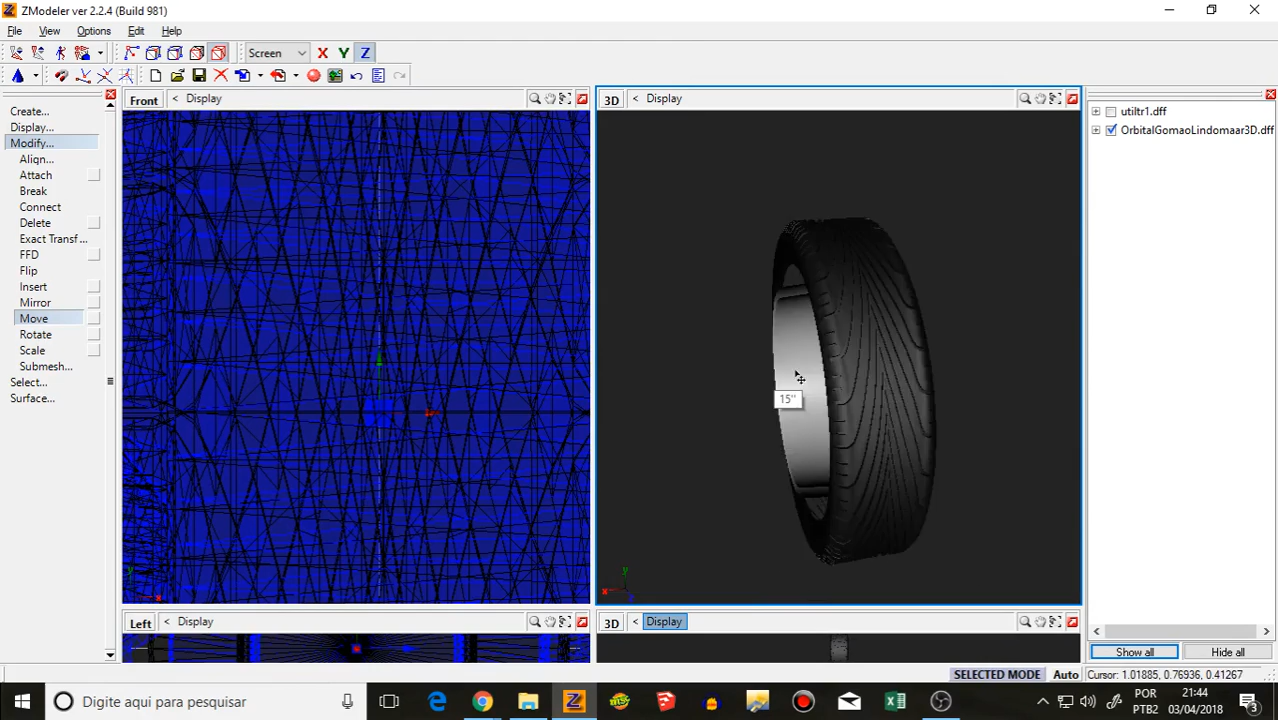 ZModeler ver 2.2.4 (Build 981)
File View Options Edit Help
Screen X Y Z
Create...
Display...
Modify...
Align...
Attach
Break
Connect
Delete
Exact Transf ...
FFD
Flip
Insert
Mirror
Move
Rotate
Scale
Submesh...
Select...
Surface...
Front < Display
3D < Display
utiltr1.dff
OrbitalGomaoLindomaar3D.dff
15''
Left < Display
3D < Display
Show all Hide all
SELECTED MODE Auto Cursor: 1.01885, 0.76936, 0.41267
Digite aqui para pesquisar
POR
PTB2
21:44
03/04/2018
3